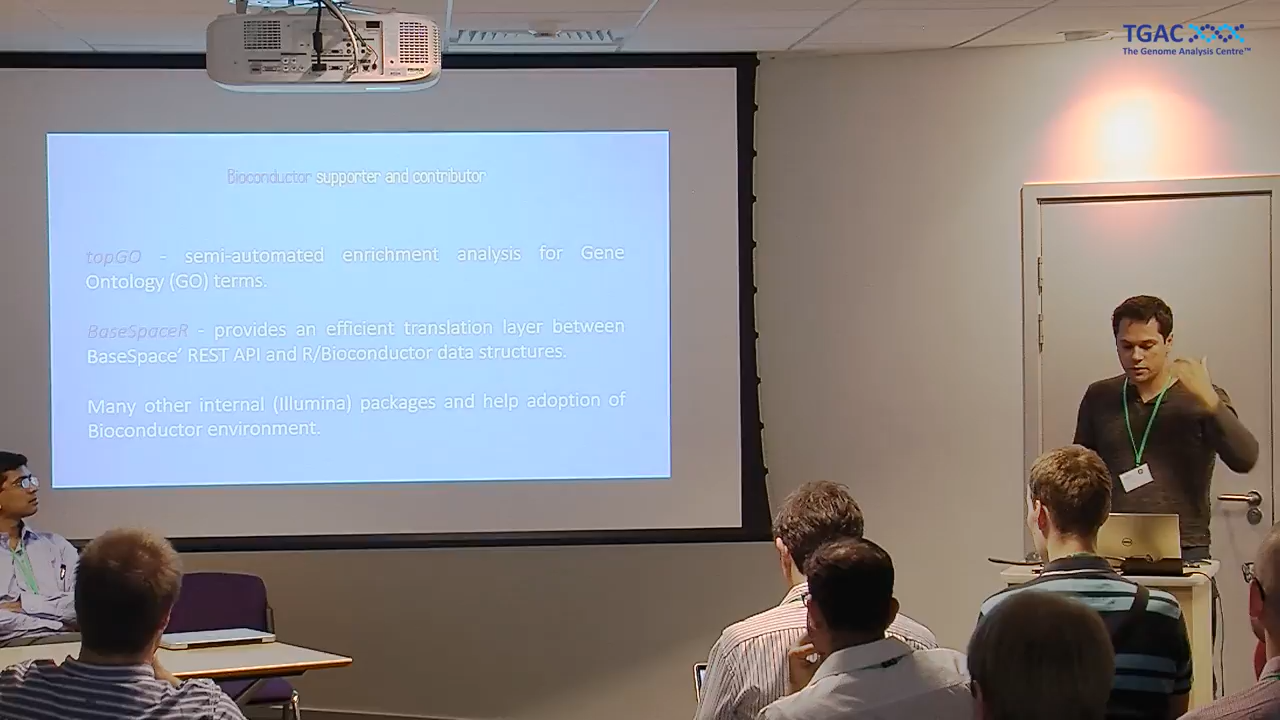 TGAC
The Genome Analysis Centre™
Bioconductor supporter and contributor
topGO - semi-automated enrichment analysis for Gene
Ontology (GO) terms.
BaseSpaceR - provides an efficient translation layer between
BaseSpace' REST API and R/Bioconductor data structures.
Many other internal (Illumina) packages and help adoption of
Bioconductor environment.
DELL